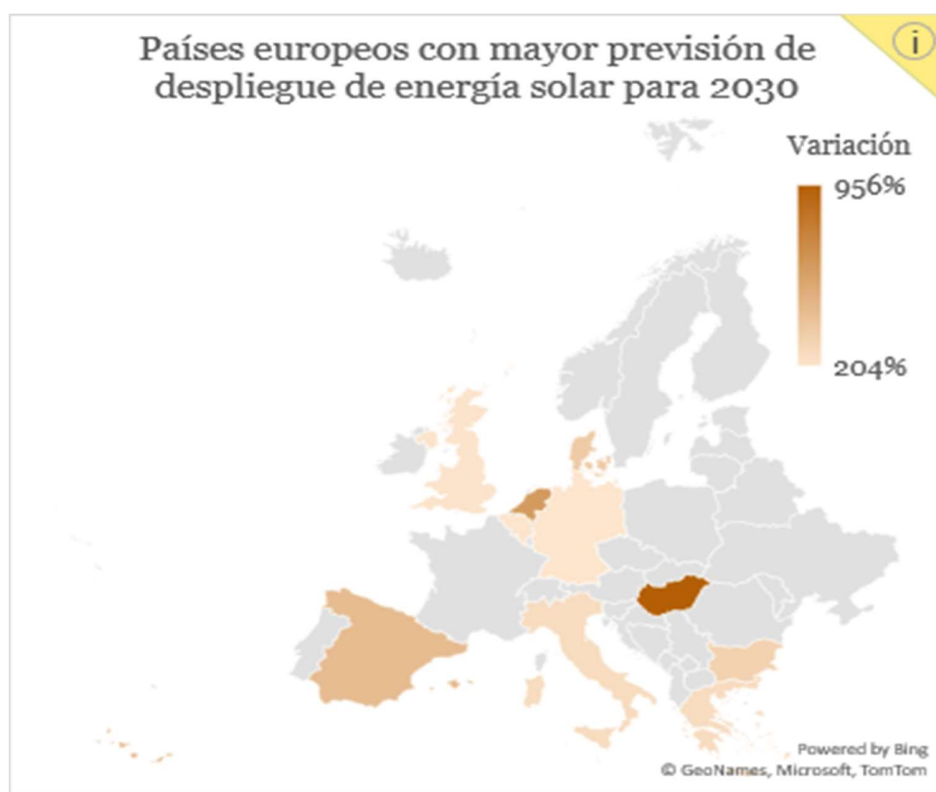 Países europeos con mayor previsión de
despliegue de energía solar para 2030
i
Variación
956%
204%
Powered by Bing
© GeoNames, Microsoft, TomTom